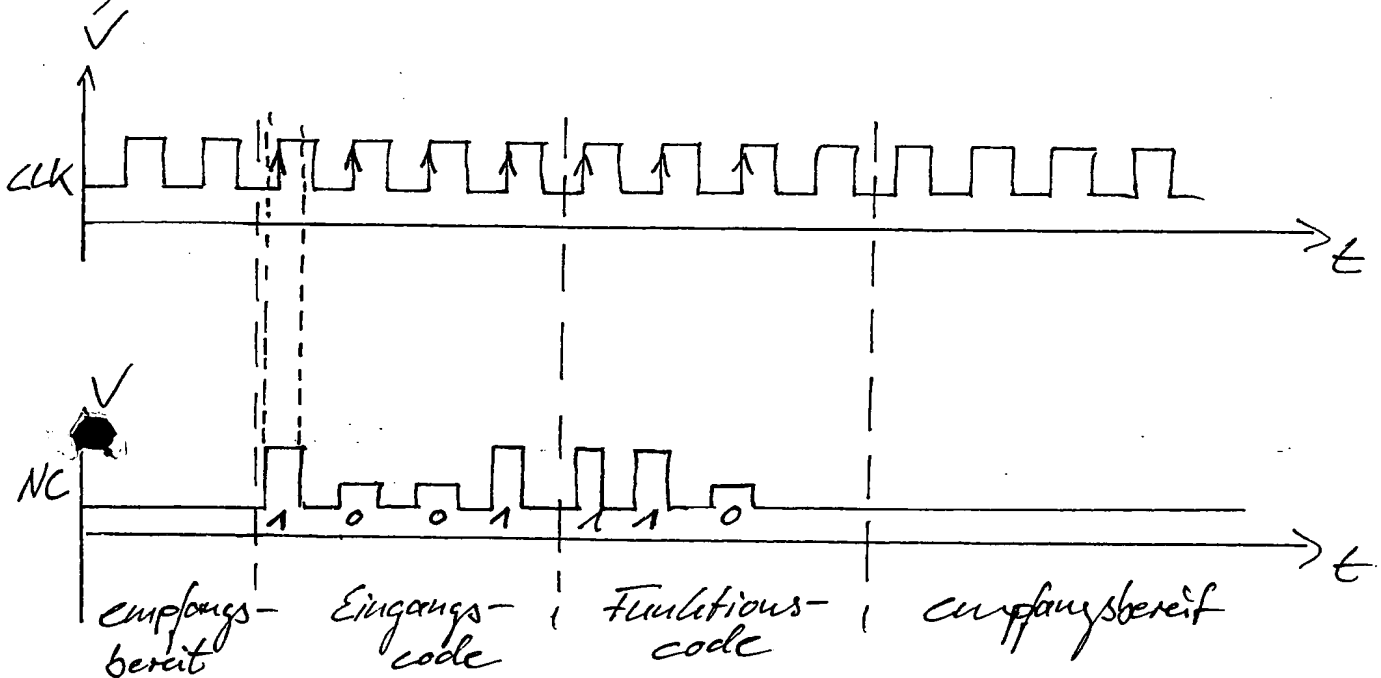 V
CLK
t
V
NC
1 0 0 1 1 1 0
t
empfangs-
bereit
Eingangs-
code
Funktions-
code
empfangsbereit